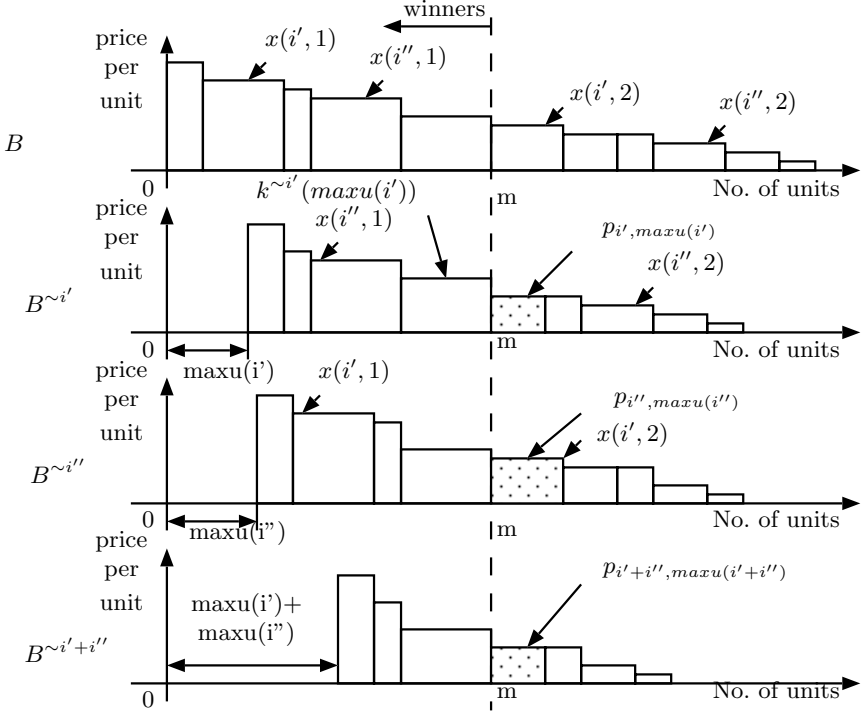 winners
price
per
unit
x(i′, 1)
x(i″, 1)
x(i′, 2)
x(i″, 2)
B
0
m
No. of units
k^{∼i′}(maxu(i′))
price
per
unit
x(i″, 1)
p_{i′,maxu(i′)}
x(i″, 2)
B^{∼i′}
0
maxu(i')
m
No. of units
price
per
unit
x(i′, 1)
p_{i″,maxu(i″)}
x(i′, 2)
B^{∼i″}
0
maxu(i")
m
No. of units
price
per
unit
maxu(i')+
maxu(i")
p_{i′+i″,maxu(i′+i″)}
B^{∼i′+i″}
0
m
No. of units